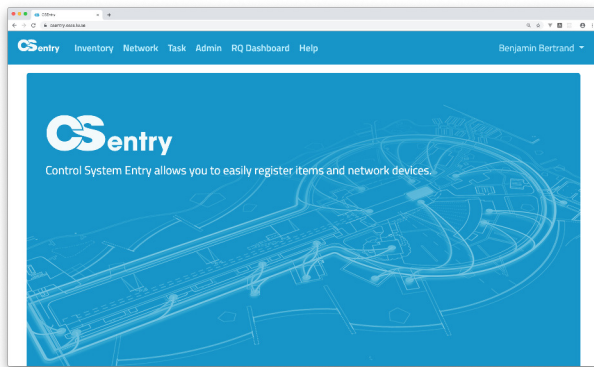 CSEntry
csentry.esss.lu.se
CSentry Inventory Network Task Admin RQ Dashboard Help Benjamin Bertrand
CSentry
Control System Entry allows you to easily register items and network devices.